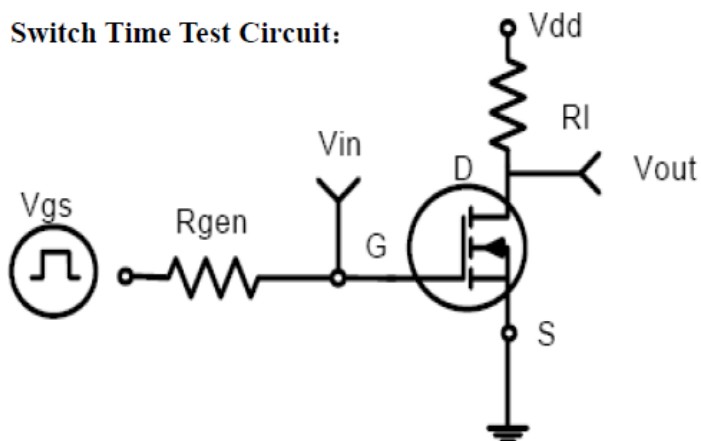 Switch Time Test Circuit：
Vdd
Rl
Vin
D
Vout
Vgs
Rgen
G
S